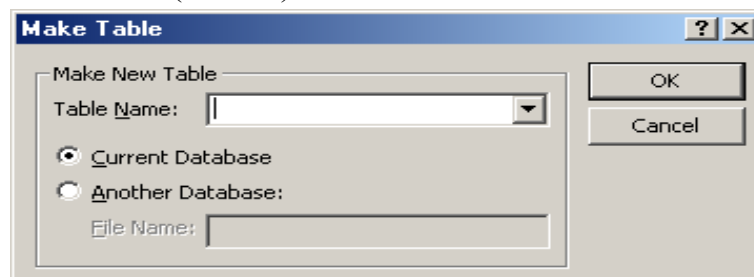 Make Table
Make New Table
Table Name:
Current Database
Another Database:
File Name:
OK
Cancel